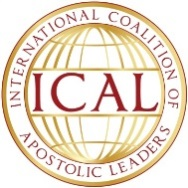 INTERNATIONAL COALITION OF
ICAL
APOSTOLIC LEADERS